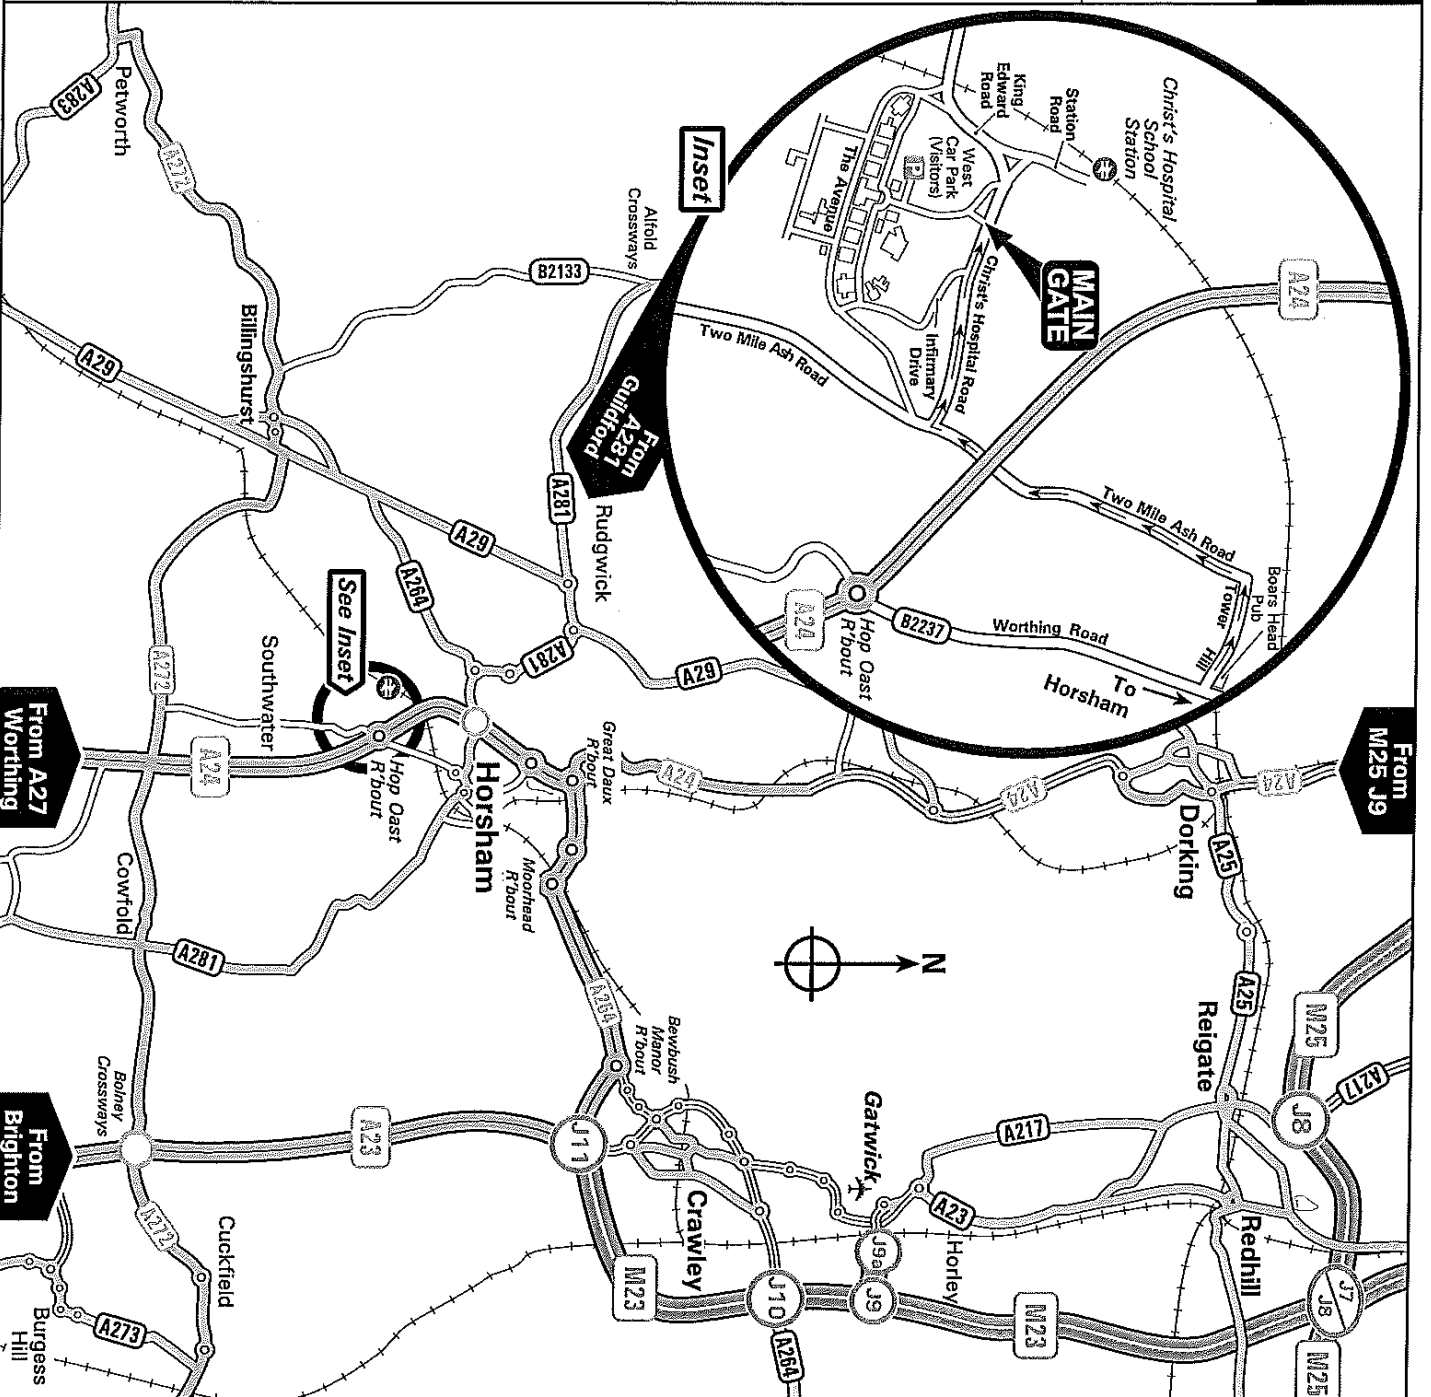 Christ's Hospital
School
Station
Station
Road
King
Edward
Road
West
Car Park
(Visitors)
P
The Avenue
MAIN
GATE
Christ's Hospital Road
Infirmary
Drive
Two Mile Ash Road
Two Mile Ash Road
Boars Head
Pub
Tower Hill
A24
A24
Hop Oast
R'bout
B2237
Worthing Road
To
Horsham
Inset
From
M25 J9
A24
Dorking
A25
A25
Reigate
M25
A217
J8
Redhill
J7
J8
M25
A24
A24
Great Daux
R'bout
N
Gatwick
A217
A23
Horley
J9a
J9
M23
J10
A264
Crawley
M23
J11
Bewbush
Manor
R'bout
A264
Moorhead
R'bout
Horsham
Alfold
Crossways
B2133
From
A281
Guildford
A281
Rudgwick
A29
A281
A29
A264
See Inset
Hop Oast
R'bout
Southwater
A24
A272
From A27
Worthing
Cowfold
A281
Bolney
Crossways
A23
From
Brighton
A272
Cuckfield
A273
Burgess
Hill
Petworth
A283
A272
Billingshurst
A29